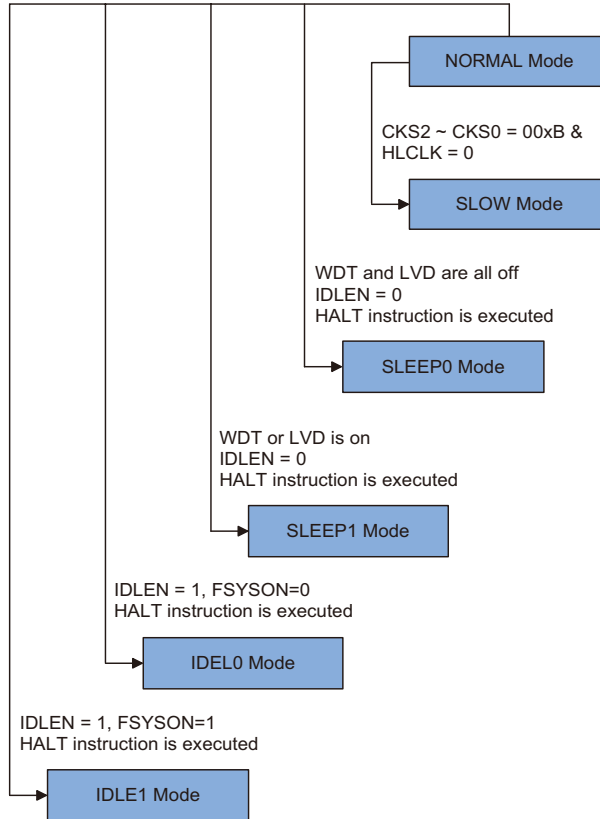 NORMAL Mode
CKS2 ~ CKS0 = 00xB &
HLCLK = 0
SLOW Mode
WDT and LVD are all off
IDLEN = 0
HALT instruction is executed
SLEEP0 Mode
WDT or LVD is on
IDLEN = 0
HALT instruction is executed
SLEEP1 Mode
IDLEN = 1, FSYSON=0
HALT instruction is executed
IDEL0 Mode
IDLEN = 1, FSYSON=1
HALT instruction is executed
IDLE1 Mode